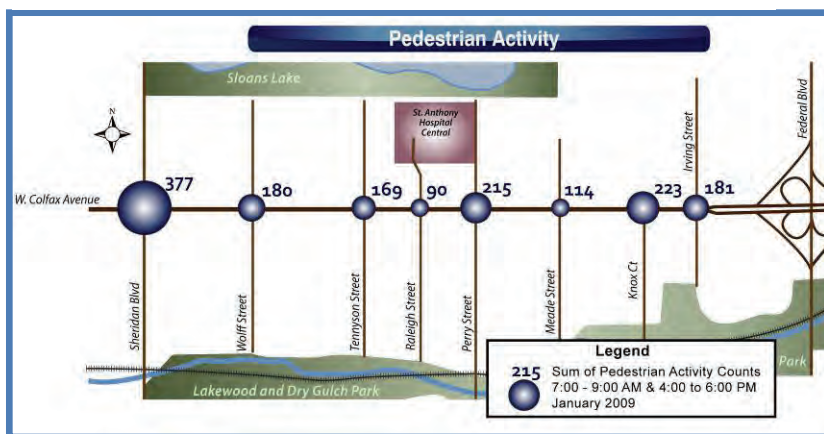 Pedestrian Activity
Sloans Lake
N
St. Anthony
Hospital
Central
Irving Street
Federal Blvd
W. Colfax Avenue
377
180
169
90
215
114
223
181
Sheridan Blvd
Wolff Street
Tennyson Street
Raleigh Street
Perry Street
Meade Street
Knox Ct
Lakewood and Dry Gulch Park
Park
Legend
215 Sum of Pedestrian Activity Counts
7:00 - 9:00 AM & 4:00 to 6:00 PM
January 2009